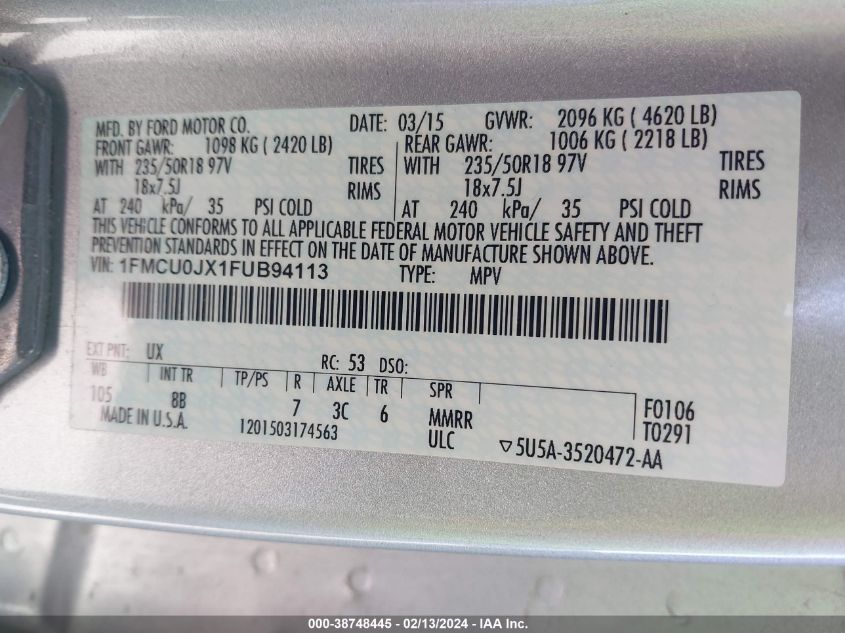 MFD. BY FORD MOTOR CO. DATE: 03/15 GVWR: 2096 KG ( 4620 LB)
FRONT GAWR: 1098 KG ( 2420 LB) REAR GAWR: 1006 KG ( 2218 LB)
WITH 235/50R18 97V TIRES WITH 235/50R18 97V TIRES
18x7.5J RIMS 18x7.5J RIMS
AT 240 kPa/ 35 PSI COLD AT 240 kPa/ 35 PSI COLD
THIS VEHICLE CONFORMS TO ALL APPLICABLE FEDERAL MOTOR VEHICLE SAFETY AND THEFT
PREVENTION STANDARDS IN EFFECT ON THE DATE OF MANUFACTURE SHOWN ABOVE.
VIN: 1FMCU0JX1FUB94113 TYPE: MPV
EXT PNT: UX RC: 53 DSO:
WB INT TR TP/PS R AXLE TR SPR
105 8B 7 3C 6 MMRR F0106
MADE IN U.S.A. 1201503174563 ULC T0291
▽5U5A-3520472-AA
000-38748445 - 02/13/2024 - IAA Inc.